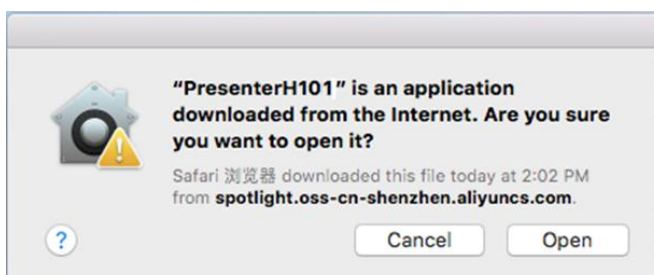 “PresenterH101” is an application
downloaded from the Internet. Are you sure
you want to open it?
Safari 浏览器 downloaded this file today at 2:02 PM
from spotlight.oss-cn-shenzhen.aliyuncs.com.
?
Cancel
Open